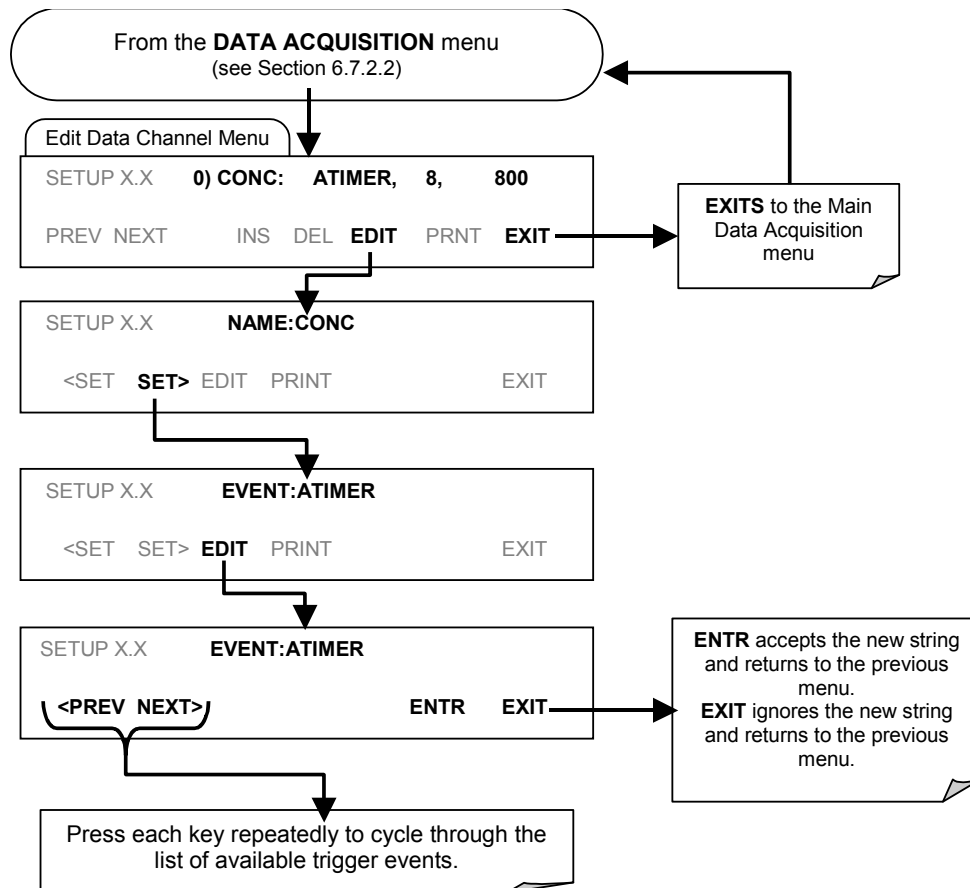 From the DATA ACQUISITION menu
(see Section 6.7.2.2)
Edit Data Channel Menu
SETUP X.X 0) CONC: ATIMER, 8, 800
PREV NEXT INS DEL EDIT PRNT EXIT
EXITS to the Main
Data Acquisition
menu
SETUP X.X NAME:CONC
<SET SET> EDIT PRINT EXIT
SETUP X.X EVENT:ATIMER
<SET SET> EDIT PRINT EXIT
SETUP X.X EVENT:ATIMER
<PREV NEXT> ENTR EXIT
ENTR accepts the new string
and returns to the previous
menu.
EXIT ignores the new string
and returns to the previous
menu.
Press each key repeatedly to cycle through the
list of available trigger events.